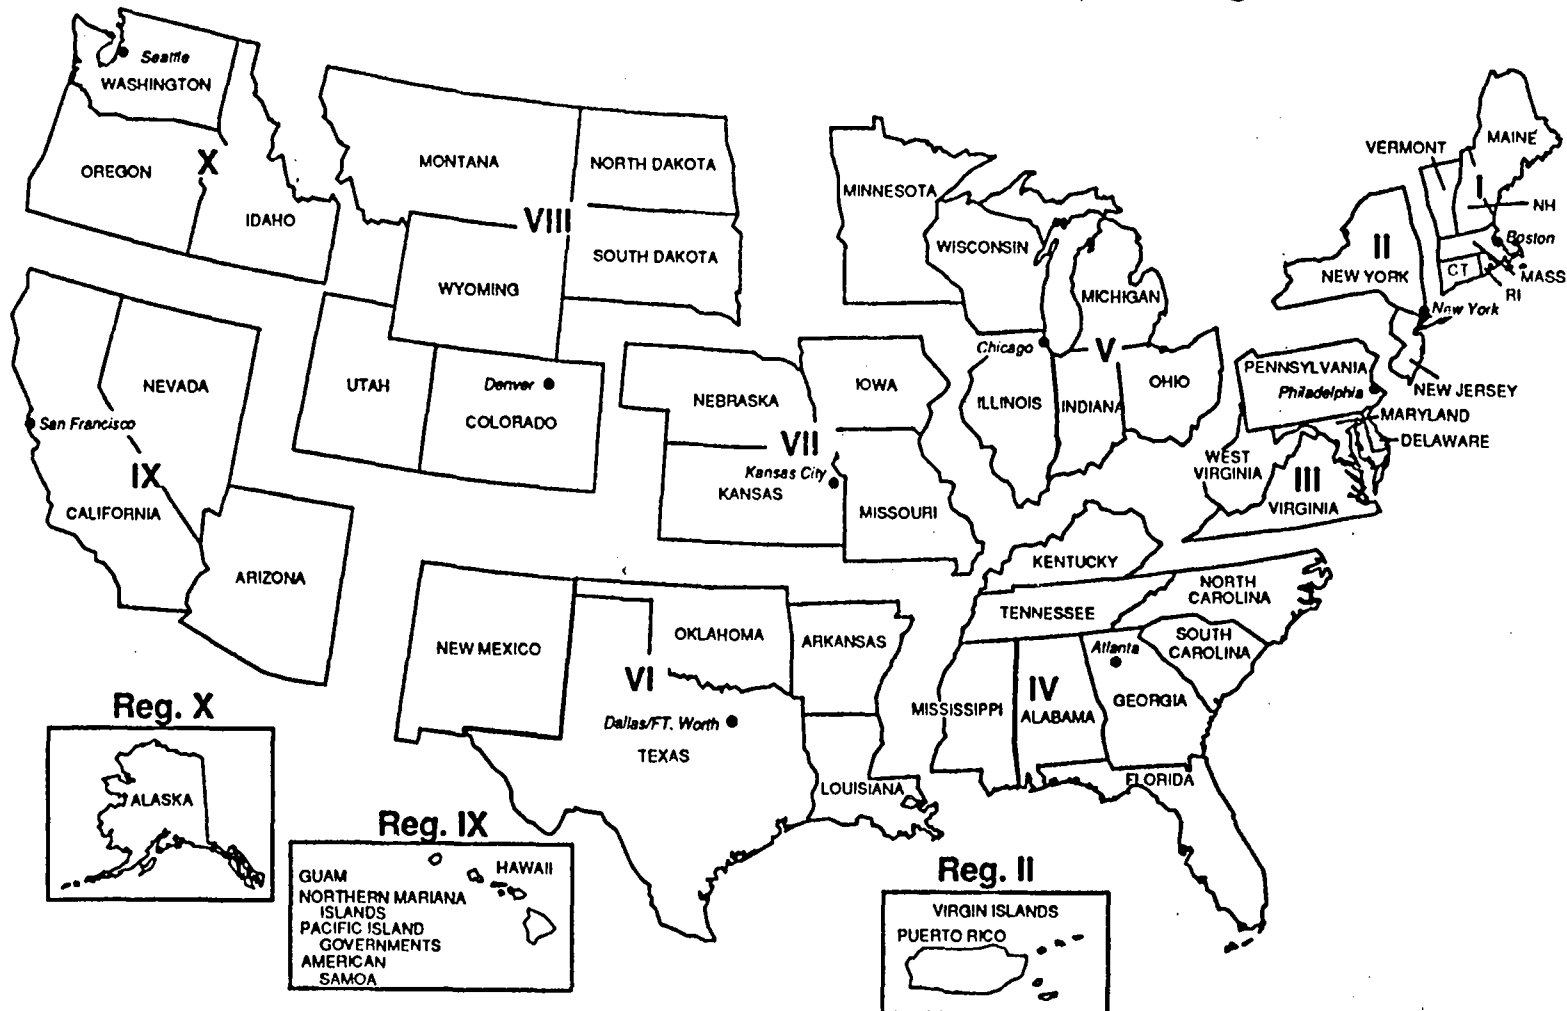 Seattle
WASHINGTON
OREGON
X
IDAHO
MONTANA
NORTH DAKOTA
VIII
SOUTH DAKOTA
WYOMING
UTAH
Denver
COLORADO
NEVADA
San Francisco
IX
CALIFORNIA
ARIZONA
MINNESOTA
WISCONSIN
MICHIGAN
Chicago
V
ILLINOIS
INDIANA
OHIO
NEBRASKA
IOWA
VII
Kansas City
KANSAS
MISSOURI
MAINE
VERMONT
I
NH
Boston
II
NEW YORK
CT
MASS
RI
New York
NEW JERSEY
PENNSYLVANIA
Philadelphia
MARYLAND
DELAWARE
WEST
VIRGINIA
III
VIRGINIA
KENTUCKY
TENNESSEE
NORTH
CAROLINA
SOUTH
CAROLINA
Atlanta
GEORGIA
IV
ALABAMA
MISSISSIPPI
FLORIDA
NEW MEXICO
OKLAHOMA
ARKANSAS
VI
Dallas/FT. Worth
TEXAS
LOUISIANA
Reg. X
ALASKA
Reg. IX
HAWAII
GUAM
NORTHERN MARIANA
ISLANDS
PACIFIC ISLAND
GOVERNMENTS
AMERICAN
SAMOA
Reg. II
VIRGIN ISLANDS
PUERTO RICO